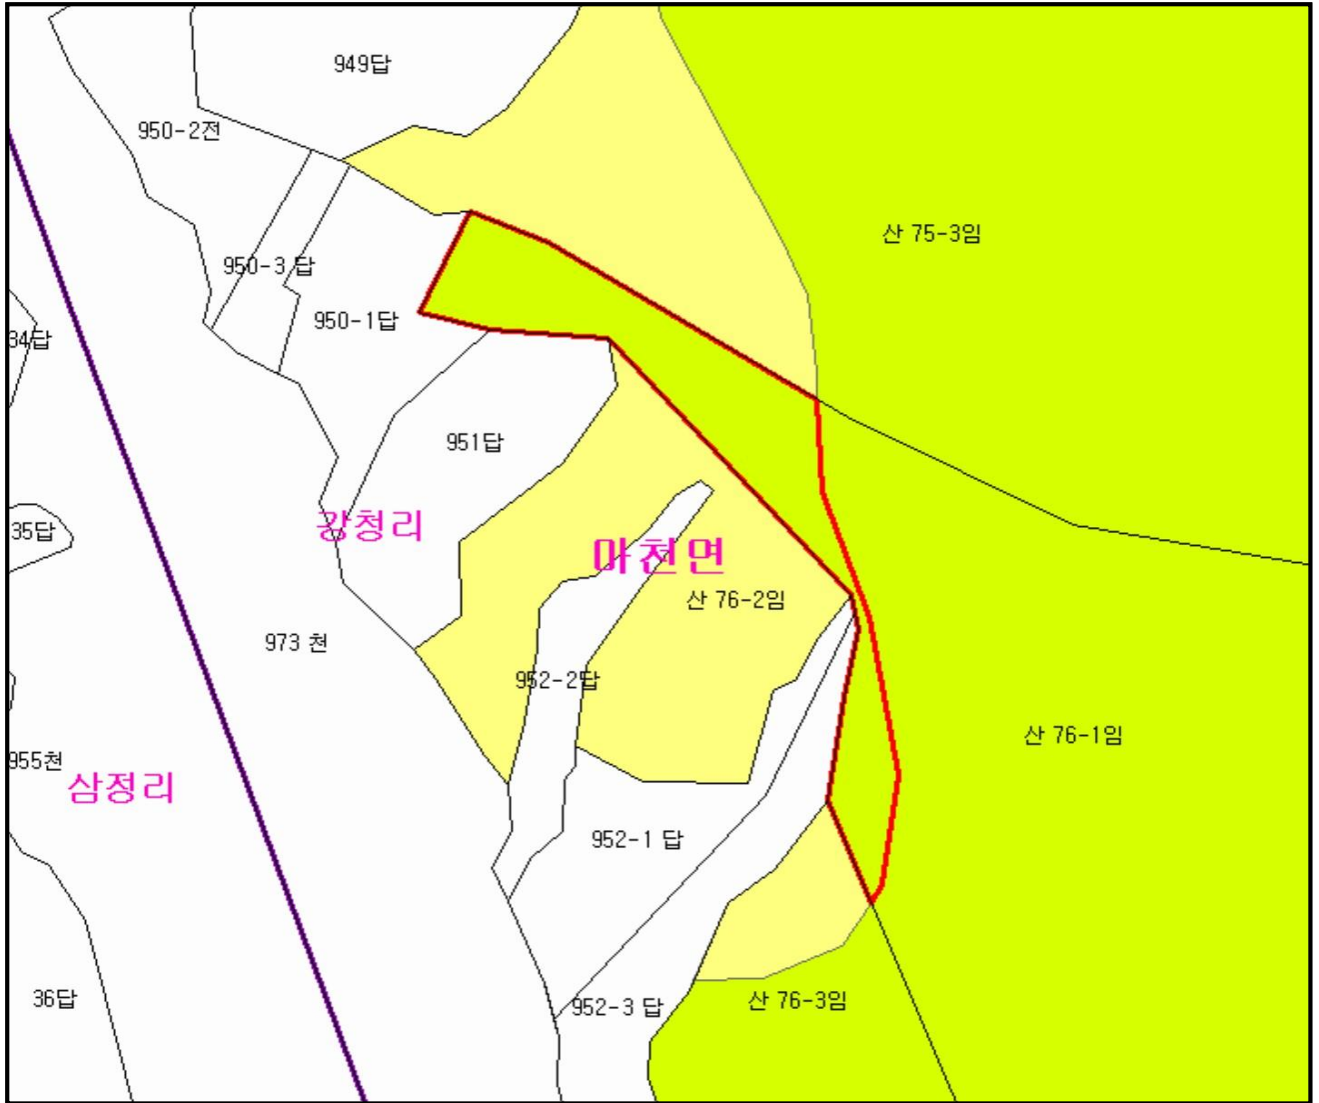 949답
950-2전
산 75-3임
950-3 답
950-1답
34답
951답
강청리
35답
마천면
산 76-2임
973 천
952-2답
산 76-1임
955천
삼정리
952-1 답
36답
952-3 답
산 76-3임